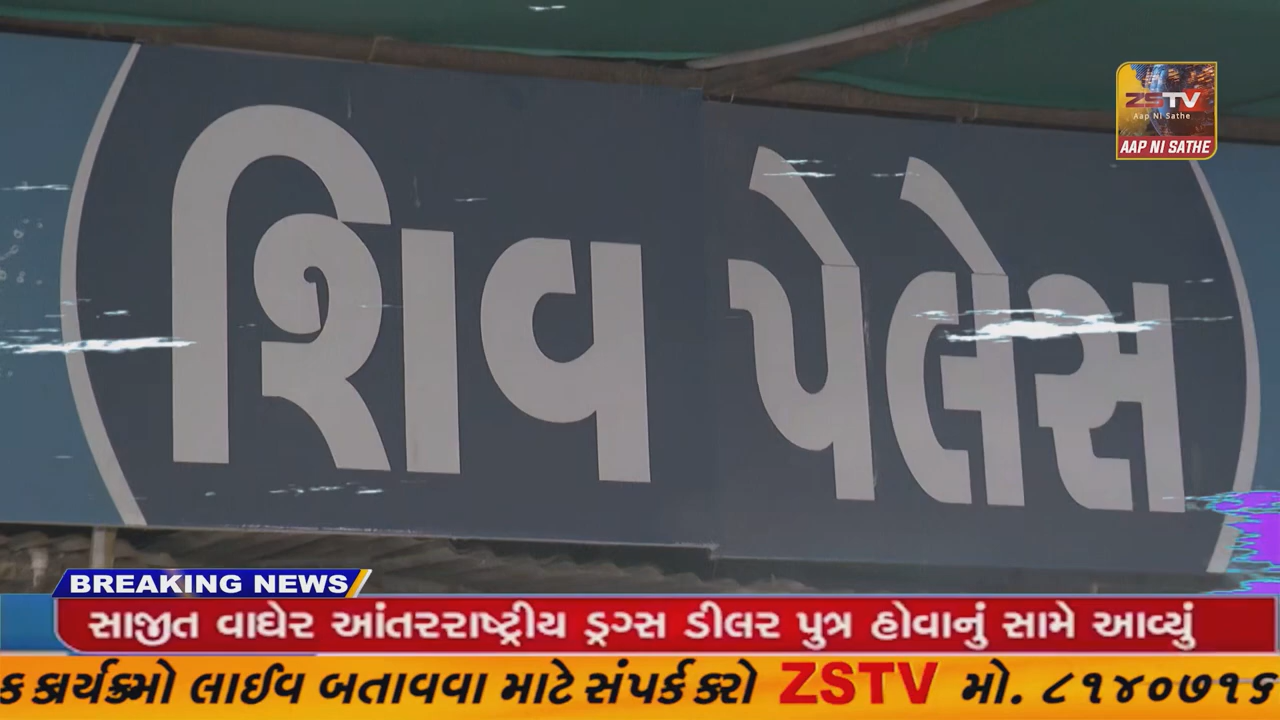 ZSTV
Aap Ni Sathe
AAP NI SATHE
શિવ પેલેસ
BREAKING NEWS
સાજીત વાઘેર આંતરરાષ્ટ્રીય ડ્રગ્સ ડીલર પુત્ર હોવાનું સામે આવ્યું
ક કાર્યક્રમો લાઈવ બતાવવા માટે સંપર્ક કરો ZSTV મો. ૮૧૪૦૭૧૬